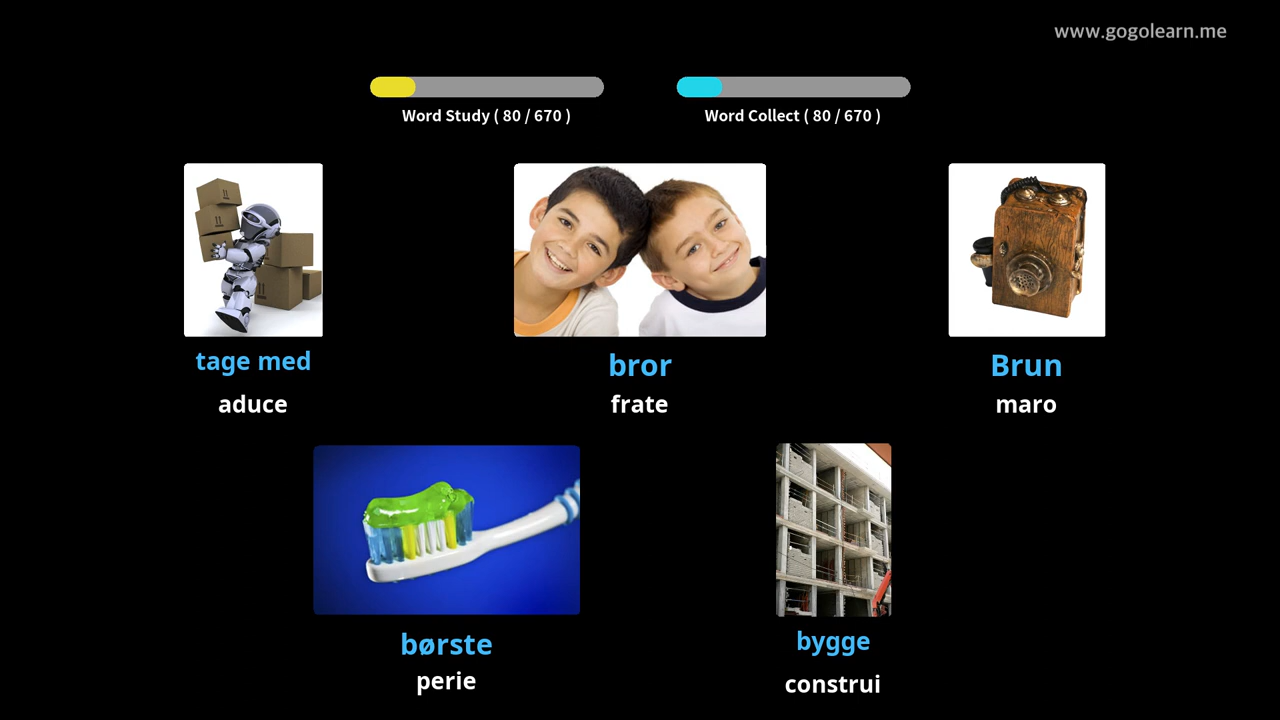 www.gogolearn.me
Word Study ( 80 / 670 )
Word Collect ( 80 / 670 )
tage med
aduce
bror
frate
Brun
maro
børste
perie
bygge
construi